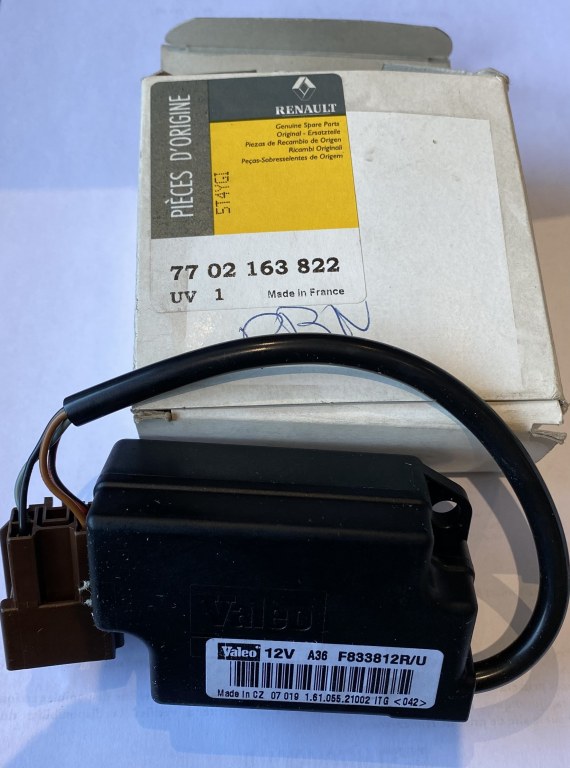 RENAULT
PIÈCES D'ORIGINE
5T4YGI
Genuine Spare Parts
Original - Ersatzteile
Piezas de Recambio de Origen
Ricambi Originali
Peças-Sobresselentes de Origem
77 02 163 822
UV 1 Made in France
Valeo
Valeo 12V A36 F833812R/U
Made in CZ 07 019 1.61.055.21002 ITG <042>